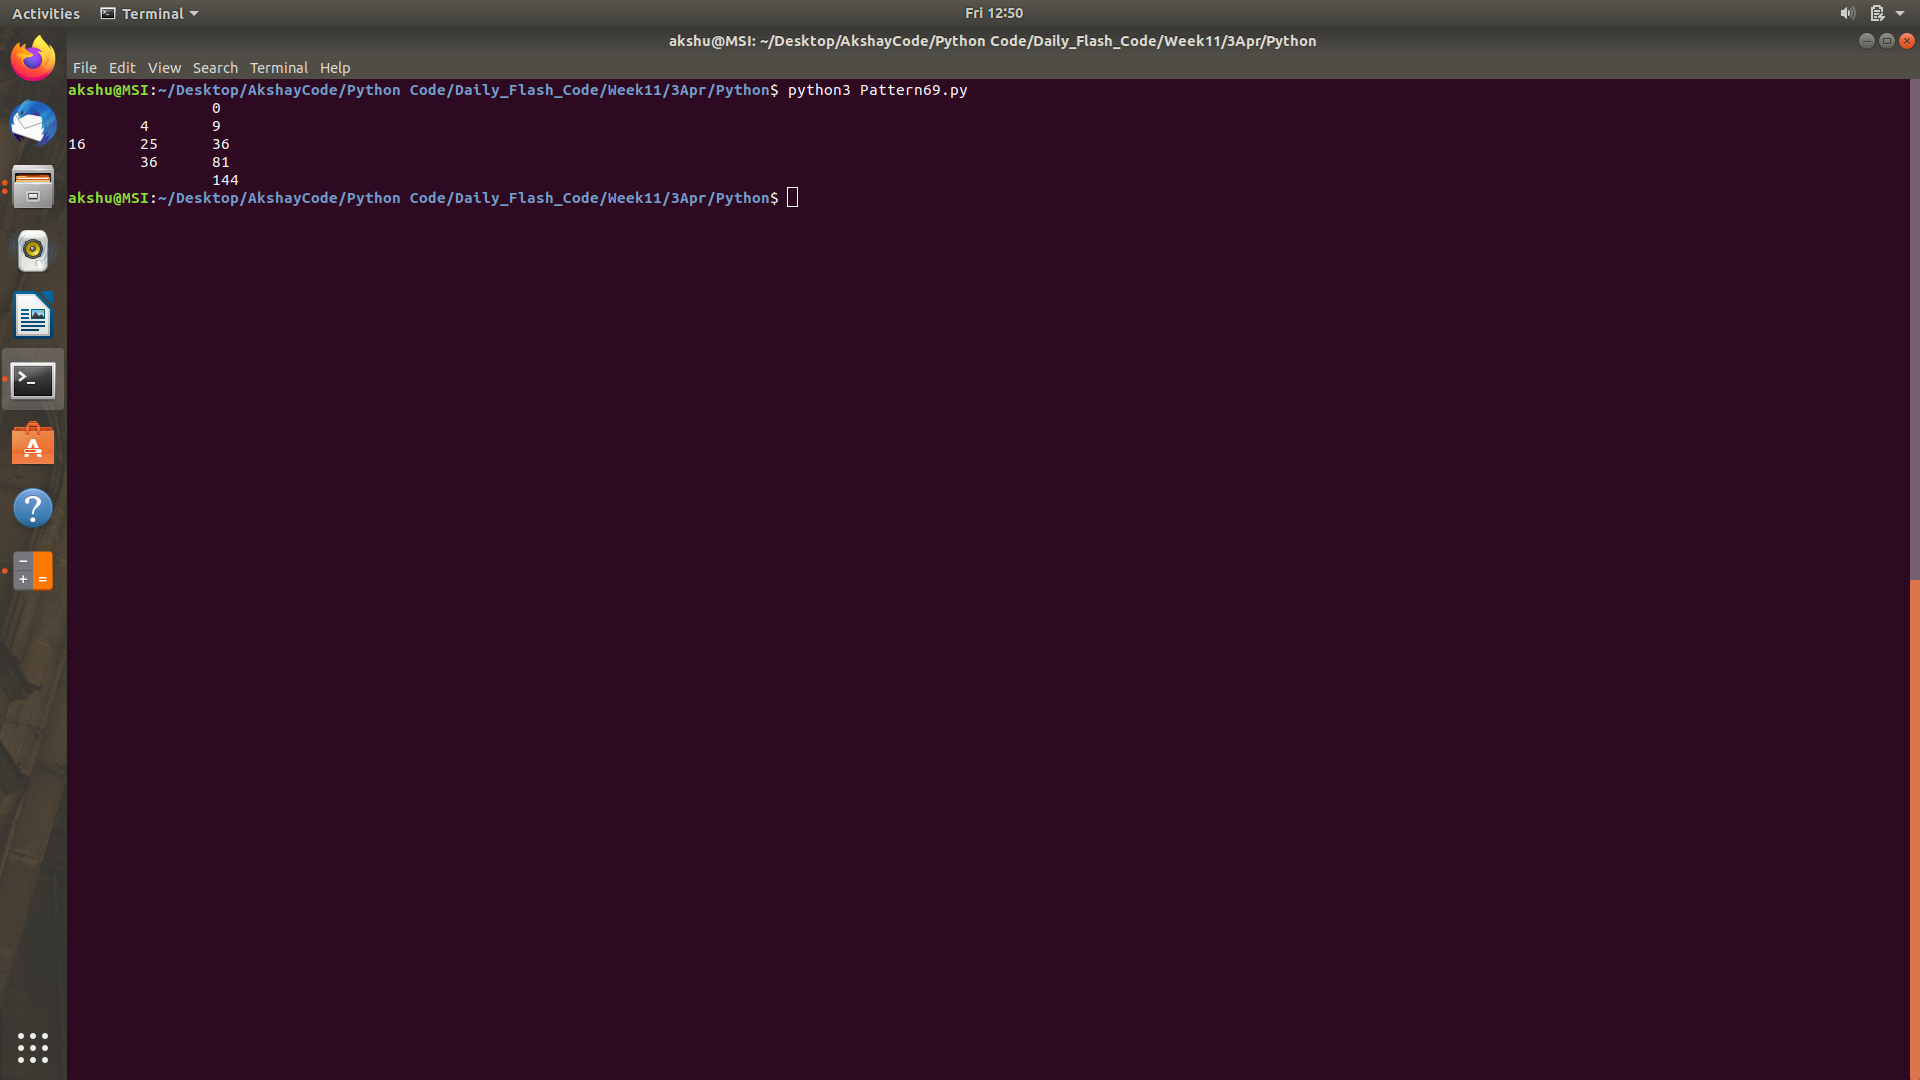 Activities Terminal Fri 12:50
akshu@MSI: ~/Desktop/AkshayCode/Python Code/Daily_Flash_Code/Week11/3Apr/Python
File Edit View Search Terminal Help
akshu@MSI:~/Desktop/AkshayCode/Python Code/Daily_Flash_Code/Week11/3Apr/Python$ python3 Pattern69.py
0
4 9
16 25 36
36 81
144
akshu@MSI:~/Desktop/AkshayCode/Python Code/Daily_Flash_Code/Week11/3Apr/Python$